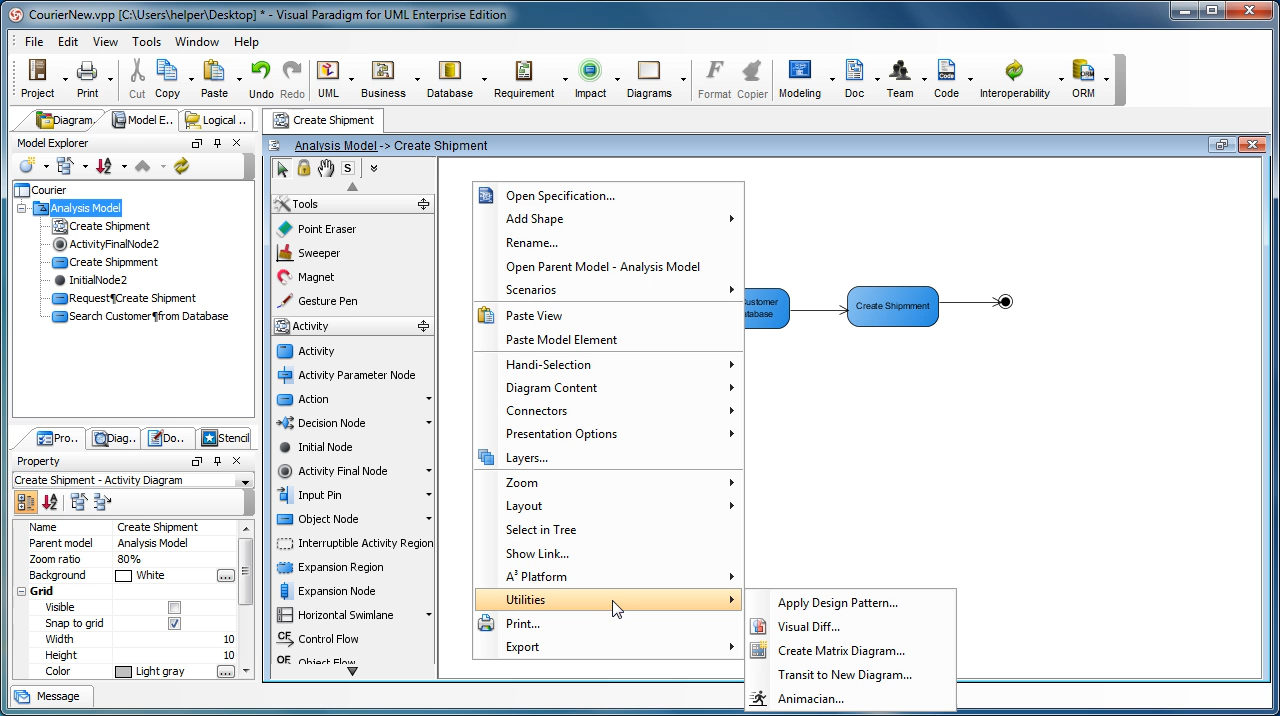 CourierNew.vpp [C:\Users\helper\Desktop] * - Visual Paradigm for UML Enterprise Edition
File Edit View Tools Window Help
Project Print Cut Copy Paste Undo Redo UML Business Database Requirement Impact Diagrams Format Copier Modeling Doc Team Code Interoperability ORM
Diagram. Model E.. Logical ..
Create Shipment
Model Explorer
Analysis Model -> Create Shipment
Courier
Analysis Model
Create Shipment
ActivityFinalNode2
Create Shipmment
InitialNode2
Request¶Create Shipment
Search Customer¶from Database
Pro.. Diag.. Do.. Stencil
Property
Create Shipment - Activity Diagram
Name Create Shipment
Parent model Analysis Model
Zoom ratio 80%
Background White
Grid
Visible
Snap to grid
Width 10
Height 10
Color Light gray
Message
S
Tools
Point Eraser
Sweeper
Magnet
Gesture Pen
Activity
Activity
Activity Parameter Node
Action
Decision Node
Initial Node
Activity Final Node
Input Pin
Object Node
Interruptible Activity Region
Expansion Region
Expansion Node
Horizontal Swimlane
Control Flow
Object Flow
Open Specification...
Add Shape
Rename...
Open Parent Model - Analysis Model
Scenarios
Paste View
Paste Model Element
Handi-Selection
Diagram Content
Connectors
Presentation Options
Layers...
Zoom
Layout
Select in Tree
Show Link...
A³ Platform
Utilities
Print...
Export
Apply Design Pattern...
Visual Diff...
Create Matrix Diagram...
Transit to New Diagram...
Animacian...
Customer
tabase
Create Shipmment